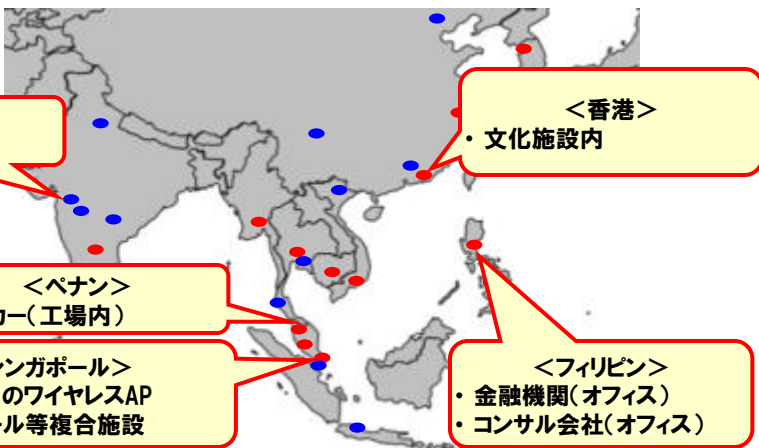 ＜香港＞
・ 文化施設内
＜ペナン＞
カー（工場内）
ンガポール＞
のワイヤレスAP
ール等複合施設
＜フィリピン＞
・ 金融機関（オフィス）
・ コンサル会社（オフィス）